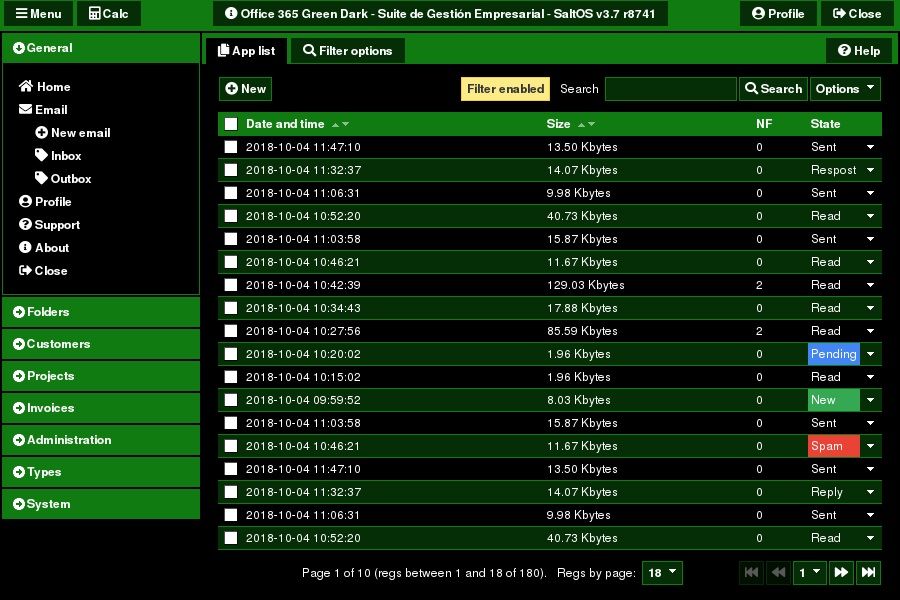 Menu Calc Office 365 Green Dark - Suite de Gestión Empresarial - SaltOS v3.7 r8741 Profile Close
General
Home
Email
New email
Inbox
Outbox
Profile
Support
About
Close
Folders
Customers
Projects
Invoices
Administration
Types
System
App list Filter options Help
New Filter enabled Search Search Options
Date and time Size NF State
2018-10-04 11:47:10 13.50 Kbytes 0 Sent
2018-10-04 11:32:37 14.07 Kbytes 0 Respost
2018-10-04 11:06:31 9.98 Kbytes 0 Sent
2018-10-04 10:52:20 40.73 Kbytes 0 Read
2018-10-04 11:03:58 15.87 Kbytes 0 Sent
2018-10-04 10:46:21 11.67 Kbytes 0 Read
2018-10-04 10:42:39 129.03 Kbytes 2 Read
2018-10-04 10:34:43 17.88 Kbytes 0 Read
2018-10-04 10:27:56 85.59 Kbytes 2 Read
2018-10-04 10:20:02 1.96 Kbytes 0 Pending
2018-10-04 10:15:02 1.96 Kbytes 0 Read
2018-10-04 09:59:52 8.03 Kbytes 0 New
2018-10-04 11:03:58 15.87 Kbytes 0 Sent
2018-10-04 10:46:21 11.67 Kbytes 0 Spam
2018-10-04 11:47:10 13.50 Kbytes 0 Sent
2018-10-04 11:32:37 14.07 Kbytes 0 Reply
2018-10-04 11:06:31 9.98 Kbytes 0 Sent
2018-10-04 10:52:20 40.73 Kbytes 0 Read
Page 1 of 10 (regs between 1 and 18 of 180). Regs by page: 18 1